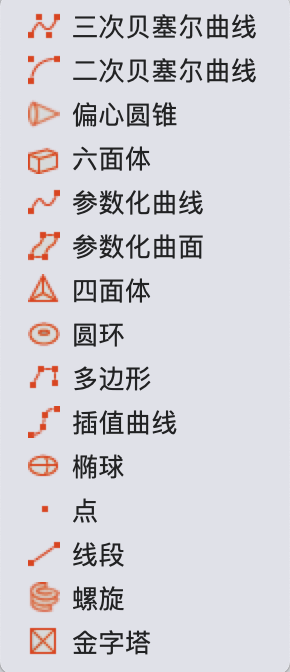 三次贝塞尔曲线
二次贝塞尔曲线
偏心圆锥
六面体
参数化曲线
参数化曲面
四面体
圆环
多边形
插值曲线
椭球
点
线段
螺旋
金字塔